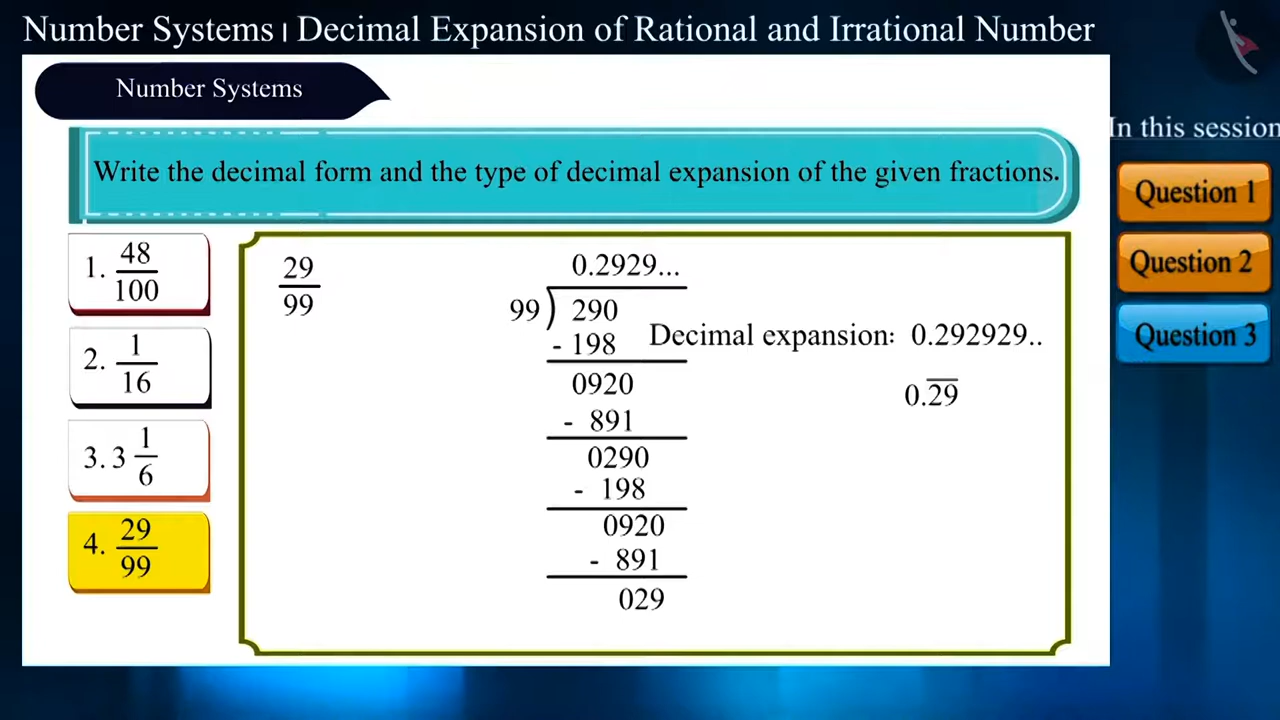 Number Systems | Decimal Expansion of Rational and Irrational Number
Number Systems
In this session
Write the decimal form and the type of decimal expansion of the given fractions.
Question 1
Question 2
Question 3
1. 48/100
2. 1/16
3. 3 1/6
4. 29/99
29/99
0.2929...
99 ) 290
- 198
0920
- 891
0290
- 198
0920
- 891
029
Decimal expansion: 0.292929..
0.2̅9̅